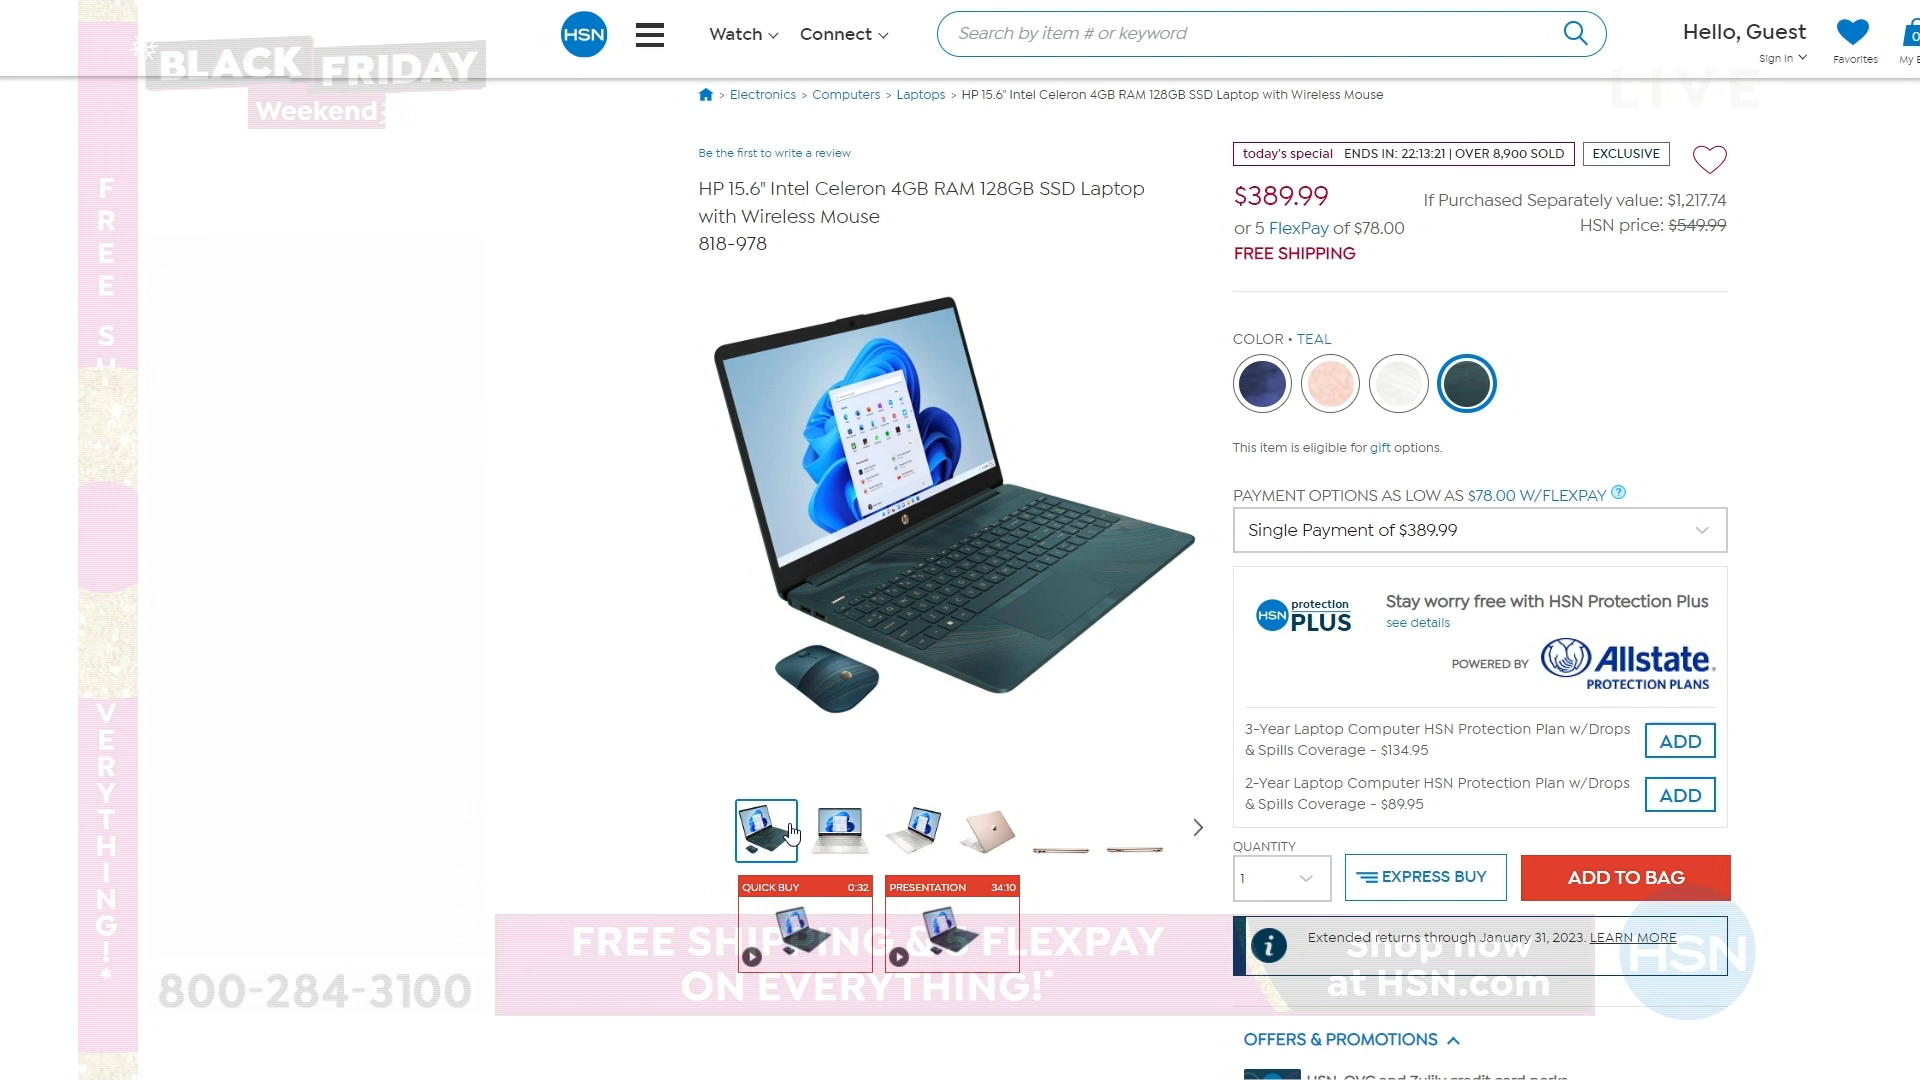 HSN
Watch
Connect
Search by item # or keyword
Hello, Guest
Sign In
Favorites
0
BLACK
FRIDAY
Weekend
LIVE
> Electronics > Computers > Laptops > HP 15.6" Intel Celeron 4GB RAM 128GB SSD Laptop with Wireless Mouse
Be the first to write a review
HP 15.6" Intel Celeron 4GB RAM 128GB SSD Laptop
with Wireless Mouse
818-978
today's special ENDS IN: 22:13:21 | OVER 8,900 SOLD
EXCLUSIVE
$389.99
If Purchased Separately value: $1,217.74
or 5 FlexPay of $78.00
HSN price: $549.99
FREE SHIPPING
COLOR • TEAL
This item is eligible for gift options.
PAYMENT OPTIONS AS LOW AS $78.00 W/FLEXPAY ?
Single Payment of $389.99
HSN protection PLUS
Stay worry free with HSN Protection Plus
see details
POWERED BY
Allstate
PROTECTION PLANS
3-Year Laptop Computer HSN Protection Plan w/Drops
& Spills Coverage - $134.95
ADD
2-Year Laptop Computer HSN Protection Plan w/Drops
& Spills Coverage - $89.95
ADD
QUANTITY
1
EXPRESS BUY
ADD TO BAG
QUICK BUY 0:32
PRESENTATION 34:10
Extended returns through January 31, 2023. LEARN MORE
FREE SHIPPING & 5 FLEXPAY
ON EVERYTHING!*
Shop now
at HSN.com
HSN
800-284-3100
OFFERS & PROMOTIONS